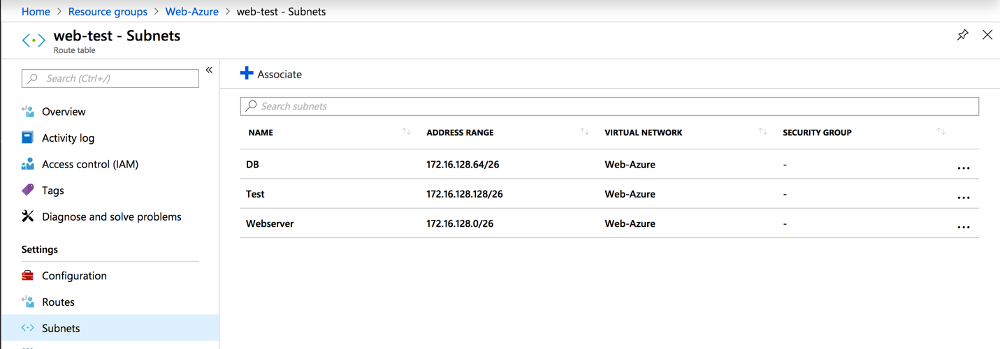 Home > Resource groups > Web-Azure > web-test - Subnets
web-test - Subnets
Route table
Search (Ctrl+/)
«
Overview
Activity log
Access control (IAM)
Tags
Diagnose and solve problems
Settings
Configuration
Routes
Subnets
Associate
Search subnets
NAME ADDRESS RANGE VIRTUAL NETWORK SECURITY GROUP
DB 172.16.128.64/26 Web-Azure - ...
Test 172.16.128.128/26 Web-Azure - ...
Webserver 172.16.128.0/26 Web-Azure - ...